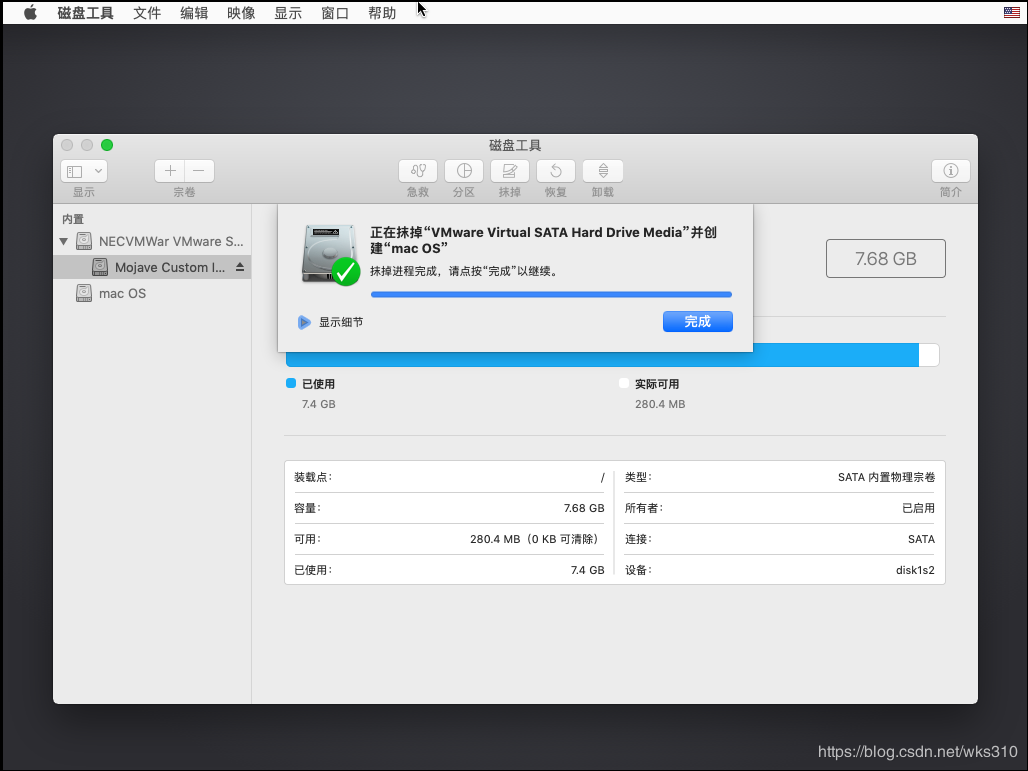 磁盘工具 文件 编辑 映像 显示 窗口 帮助
磁盘工具
显示 宗卷 急救 分区 抹掉 恢复 卸载 简介
内置
NECVMWar VMware S...
Mojave Custom I...
mac OS
正在抹掉“VMware Virtual SATA Hard Drive Media”并创
建“mac OS”
抹掉进程完成，请点按“完成”以继续。
显示细节 完成
7.68 GB
已使用 实际可用
7.4 GB 280.4 MB
装载点： / 类型： SATA 内置物理宗卷
容量： 7.68 GB 所有者： 已启用
可用： 280.4 MB（0 KB 可清除） 连接： SATA
已使用： 7.4 GB 设备： disk1s2
https://blog.csdn.net/wks310